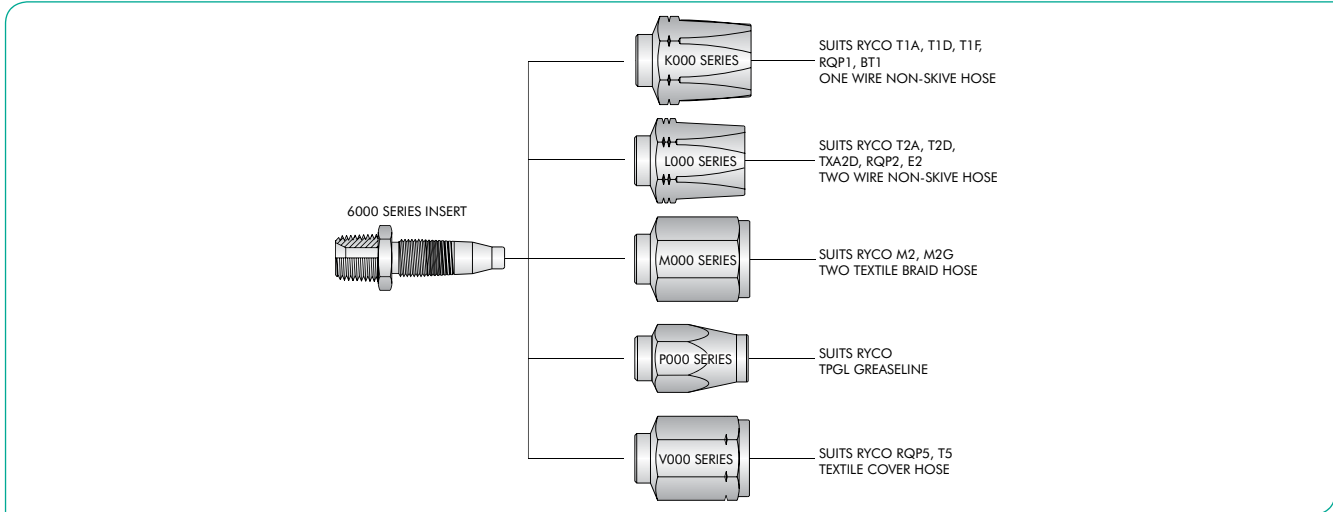 6000 SERIES INSERT
K000 SERIES
SUITS RYCO T1A, T1D, T1F,
RQP1, BT1
ONE WIRE NON-SKIVE HOSE
L000 SERIES
SUITS RYCO T2A, T2D,
TXA2D, RQP2, E2
TWO WIRE NON-SKIVE HOSE
M000 SERIES
SUITS RYCO M2, M2G
TWO TEXTILE BRAID HOSE
P000 SERIES
SUITS RYCO
TPGL GREASELINE
V000 SERIES
SUITS RYCO RQP5, T5
TEXTILE COVER HOSE